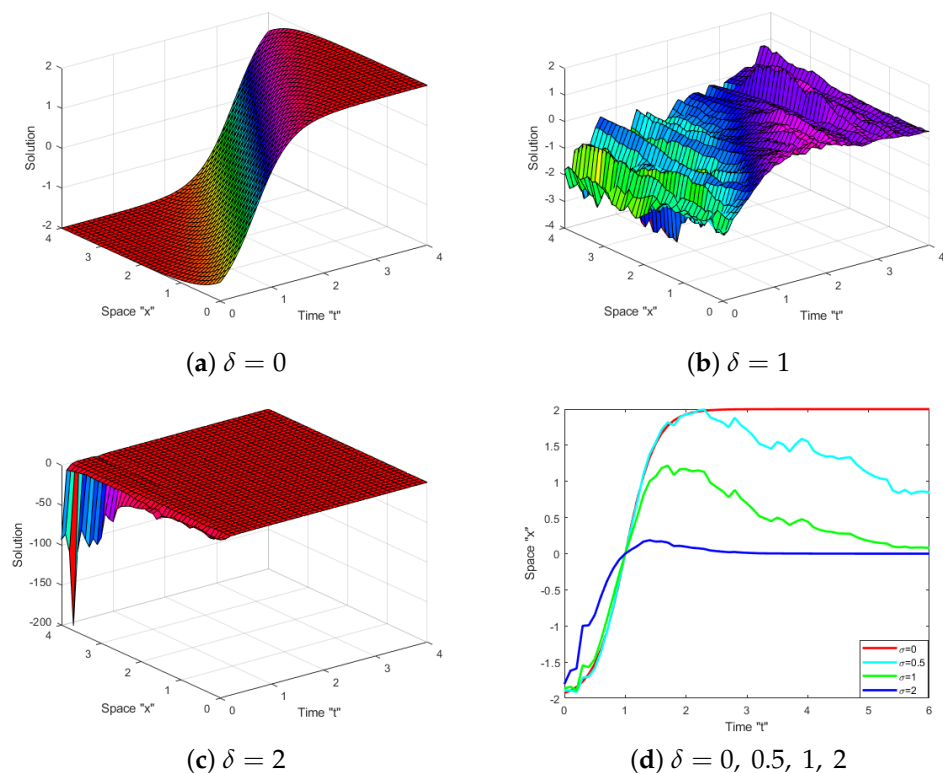 2
1
0
-1
-2
Solution
4
3
2
1
0
Space "x"
0
1
2
3
4
Time "t"
(a) δ = 0
2
1
0
-1
-2
-3
-4
Solution
4
3
2
1
0
Space "x"
0
1
2
3
4
Time "t"
(b) δ = 1
0
-50
-100
-150
-200
Solution
4
3
2
1
0
Space "x"
0
1
2
3
4
Time "t"
(c) δ = 2
2
1.5
1
0.5
0
-0.5
-1
-1.5
-2
Space "x"
σ=0
σ=0.5
σ=1
σ=2
0 1 2 3 4 5 6
Time "t"
(d) δ = 0, 0.5, 1, 2